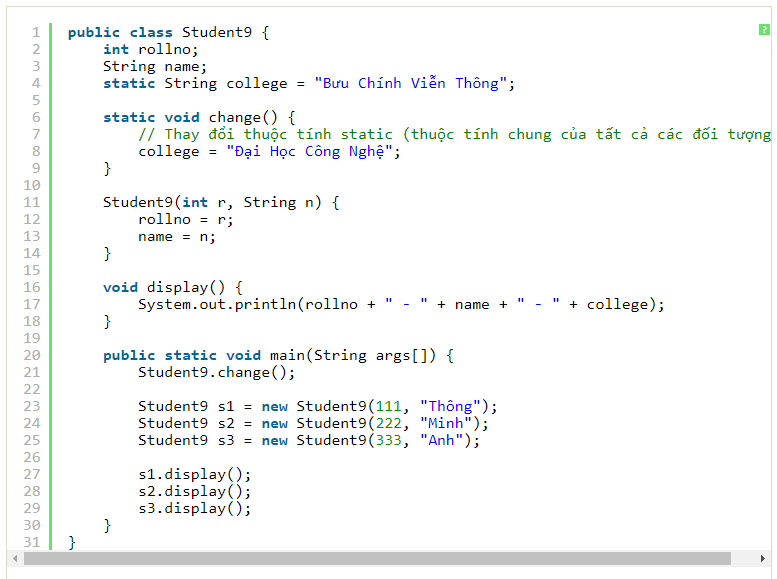 1 public class Student9 {
2     int rollno;
3     String name;
4     static String college = "Bưu Chính Viễn Thông";
5
6     static void change() {
7         // Thay đổi thuộc tính static (thuộc tính chung của tất cả các đối tượng
8         college = "Đại Học Công Nghệ";
9     }
10
11     Student9(int r, String n) {
12         rollno = r;
13         name = n;
14     }
15
16     void display() {
17         System.out.println(rollno + " - " + name + " - " + college);
18     }
19
20     public static void main(String args[]) {
21         Student9.change();
22
23         Student9 s1 = new Student9(111, "Thông");
24         Student9 s2 = new Student9(222, "Minh");
25         Student9 s3 = new Student9(333, "Anh");
26
27         s1.display();
28         s2.display();
29         s3.display();
30     }
31 }
?